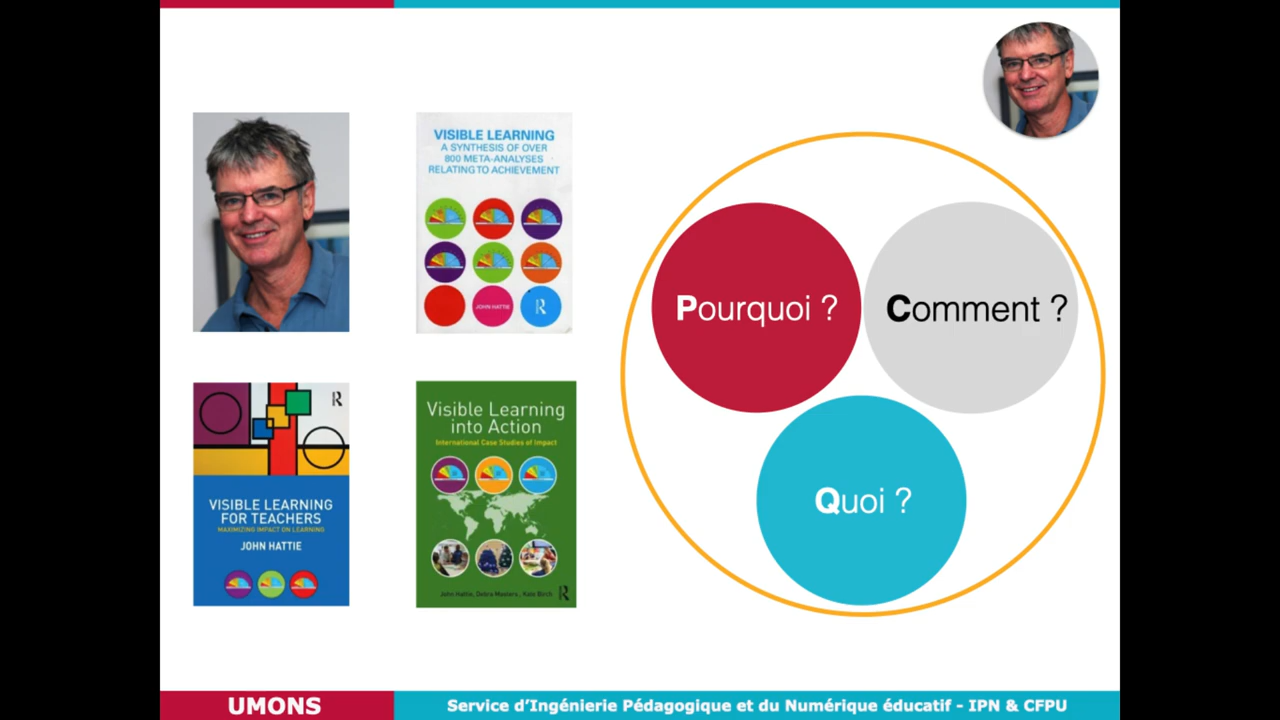 VISIBLE LEARNING
A SYNTHESIS OF OVER
800 META-ANALYSES
RELATING TO ACHIEVEMENT
JOHN HATTIE
R
R
VISIBLE LEARNING
FOR TEACHERS
MAXIMIZING IMPACT ON LEARNING
JOHN HATTIE
Visible Learning
into Action
International Case Studies of Impact
John Hattie, Debra Masters, Kate Birch
R
Pourquoi ?
Comment ?
Quoi ?
UMONS
Service d'Ingénierie Pédagogique et du Numérique éducatif - IPN & CFPU